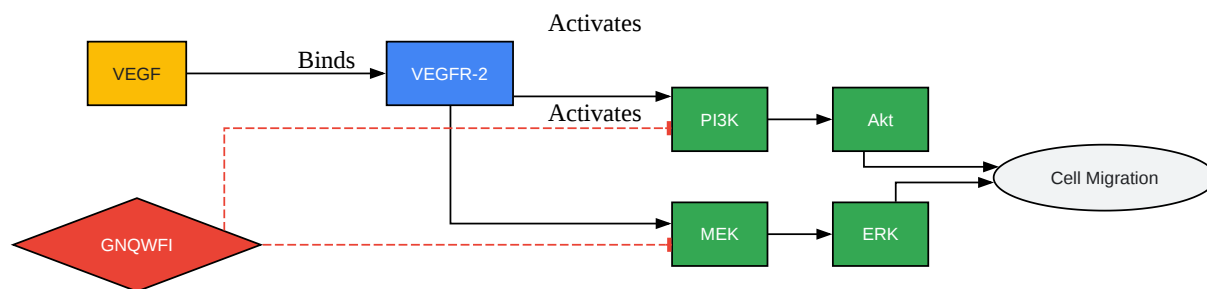 Activates
VEGF
Binds
VEGFR-2
Activates
PI3K
Akt
Cell Migration
GNQWFI
MEK
ERK